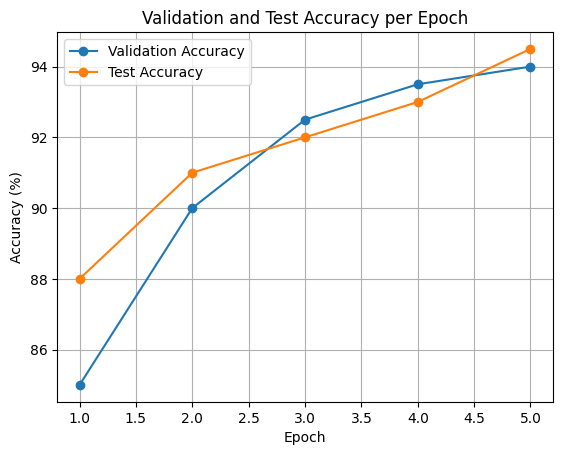 Validation and Test Accuracy per Epoch
Validation Accuracy
Test Accuracy
Accuracy (%)
94
92
90
88
86
1.0 1.5 2.0 2.5 3.0 3.5 4.0 4.5 5.0
Epoch